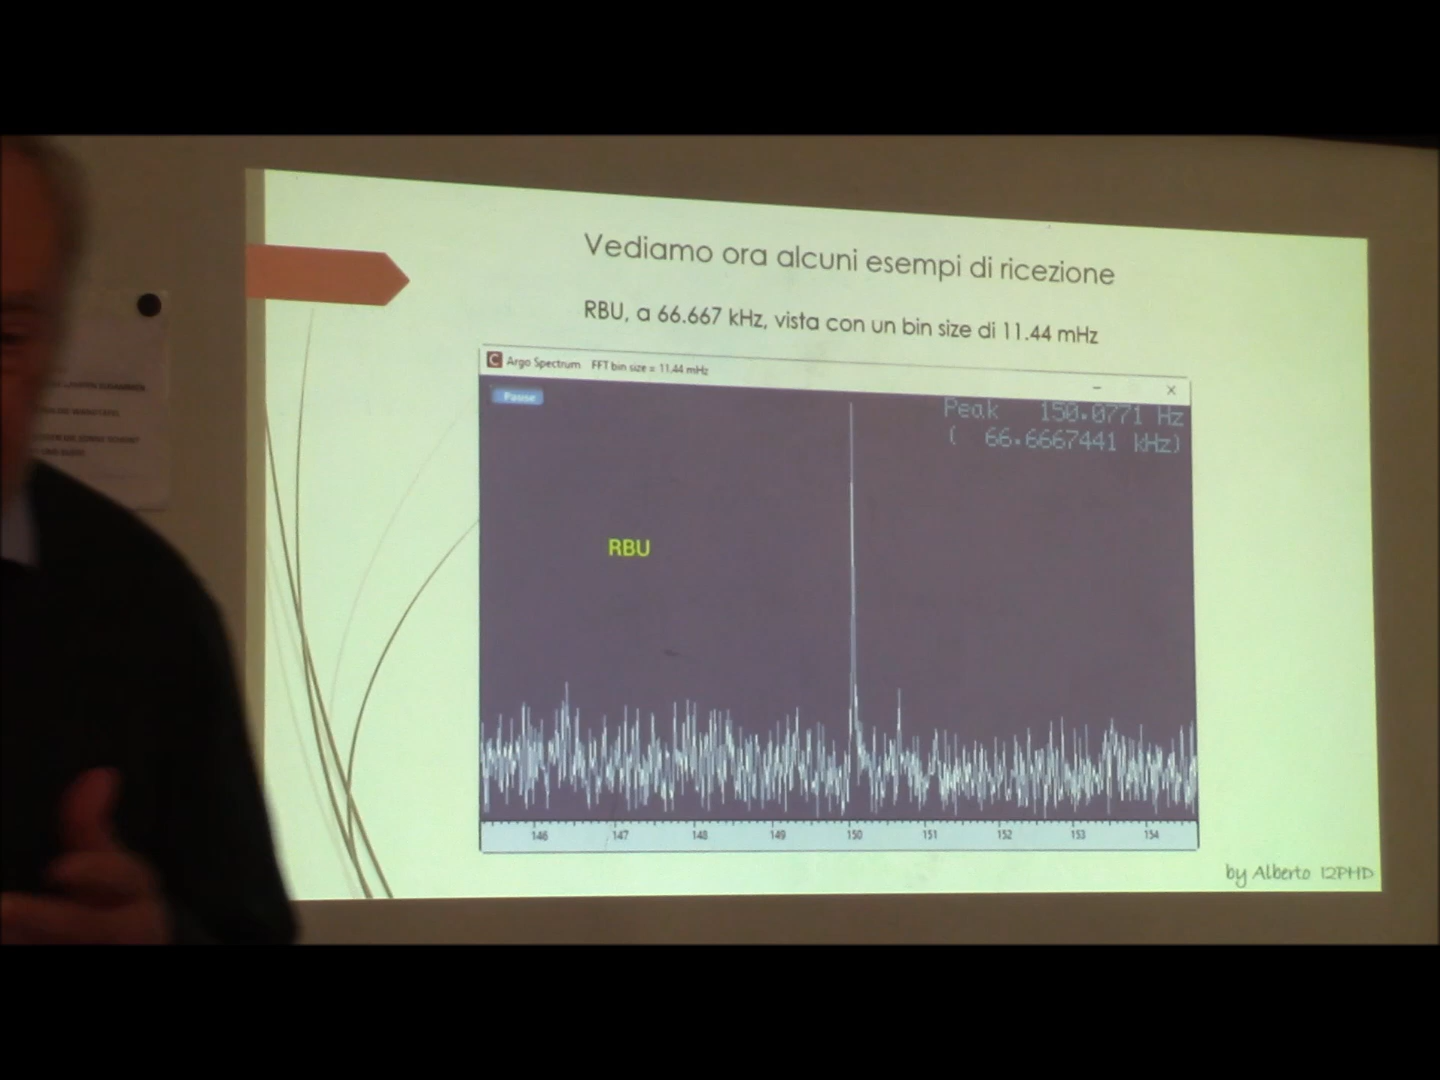 Vediamo ora alcuni esempi di ricezione
RBU, a 66.667 kHz, vista con un bin size di 11.44 mHz
Argo Spectrum FFT bin size = 11.44 mHz
Pause
Peak 150.0771 Hz
( 66.6667441 kHz)
RBU
146 147 148 149 150 151 152 153 154
by Alberto I2PHD